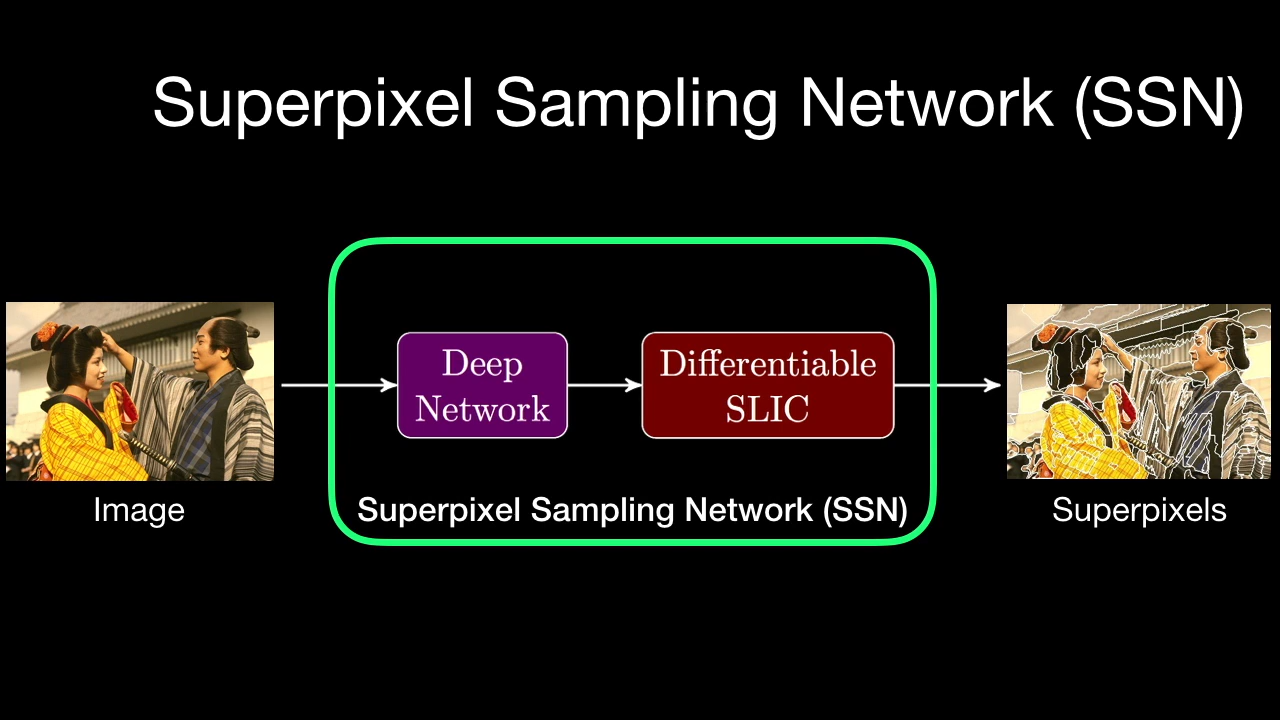 Superpixel Sampling Network (SSN)
Deep
Network
Differentiable
SLIC
Superpixel Sampling Network (SSN)
Image
Superpixels